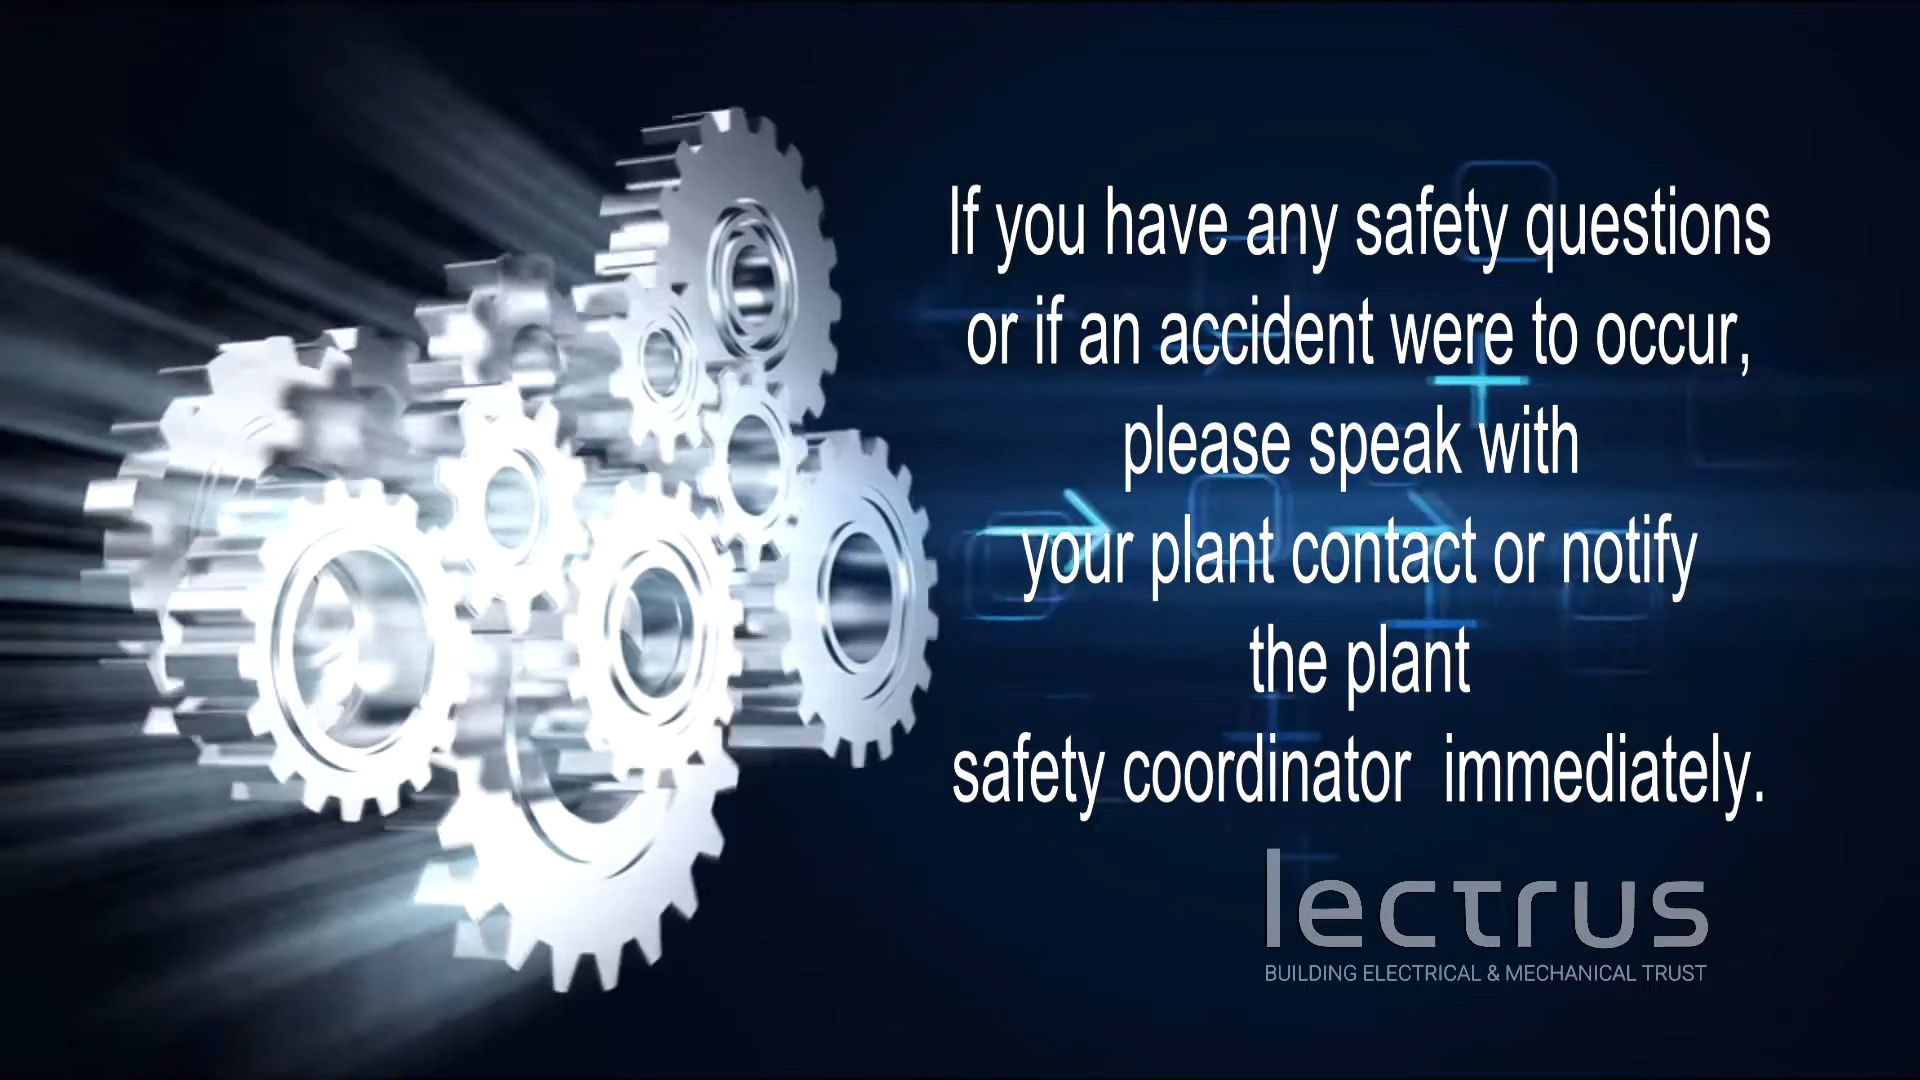 If you have any safety questions
or if an accident were to occur,
please speak with
your plant contact or notify
the plant
safety coordinator  immediately.
lectrus
BUILDING ELECTRICAL & MECHANICAL TRUST